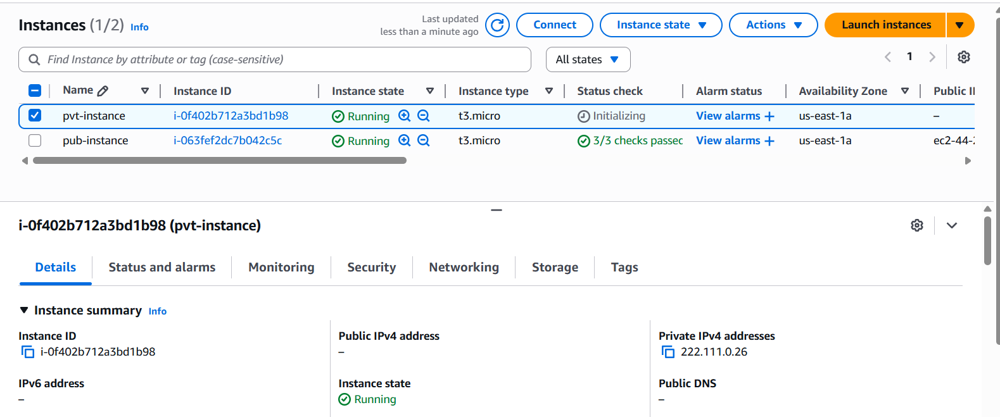 Instances (1/2) Info
Last updated
less than a minute ago
Connect
Instance state
Actions
Launch instances
Find Instance by attribute or tag (case-sensitive)
All states
1
Name Instance ID Instance state Instance type Status check Alarm status Availability Zone Public
pvt-instance i-0f402b712a3bd1b98 Running t3.micro Initializing View alarms + us-east-1a –
pub-instance i-063fef2dc7b042c5c Running t3.micro 3/3 checks passec View alarms + us-east-1a ec2-44-
i-0f402b712a3bd1b98 (pvt-instance)
Details Status and alarms Monitoring Security Networking Storage Tags
Instance summary Info
Instance ID Public IPv4 address Private IPv4 addresses
i-0f402b712a3bd1b98 – 222.111.0.26
IPv6 address Instance state Public DNS
– Running –